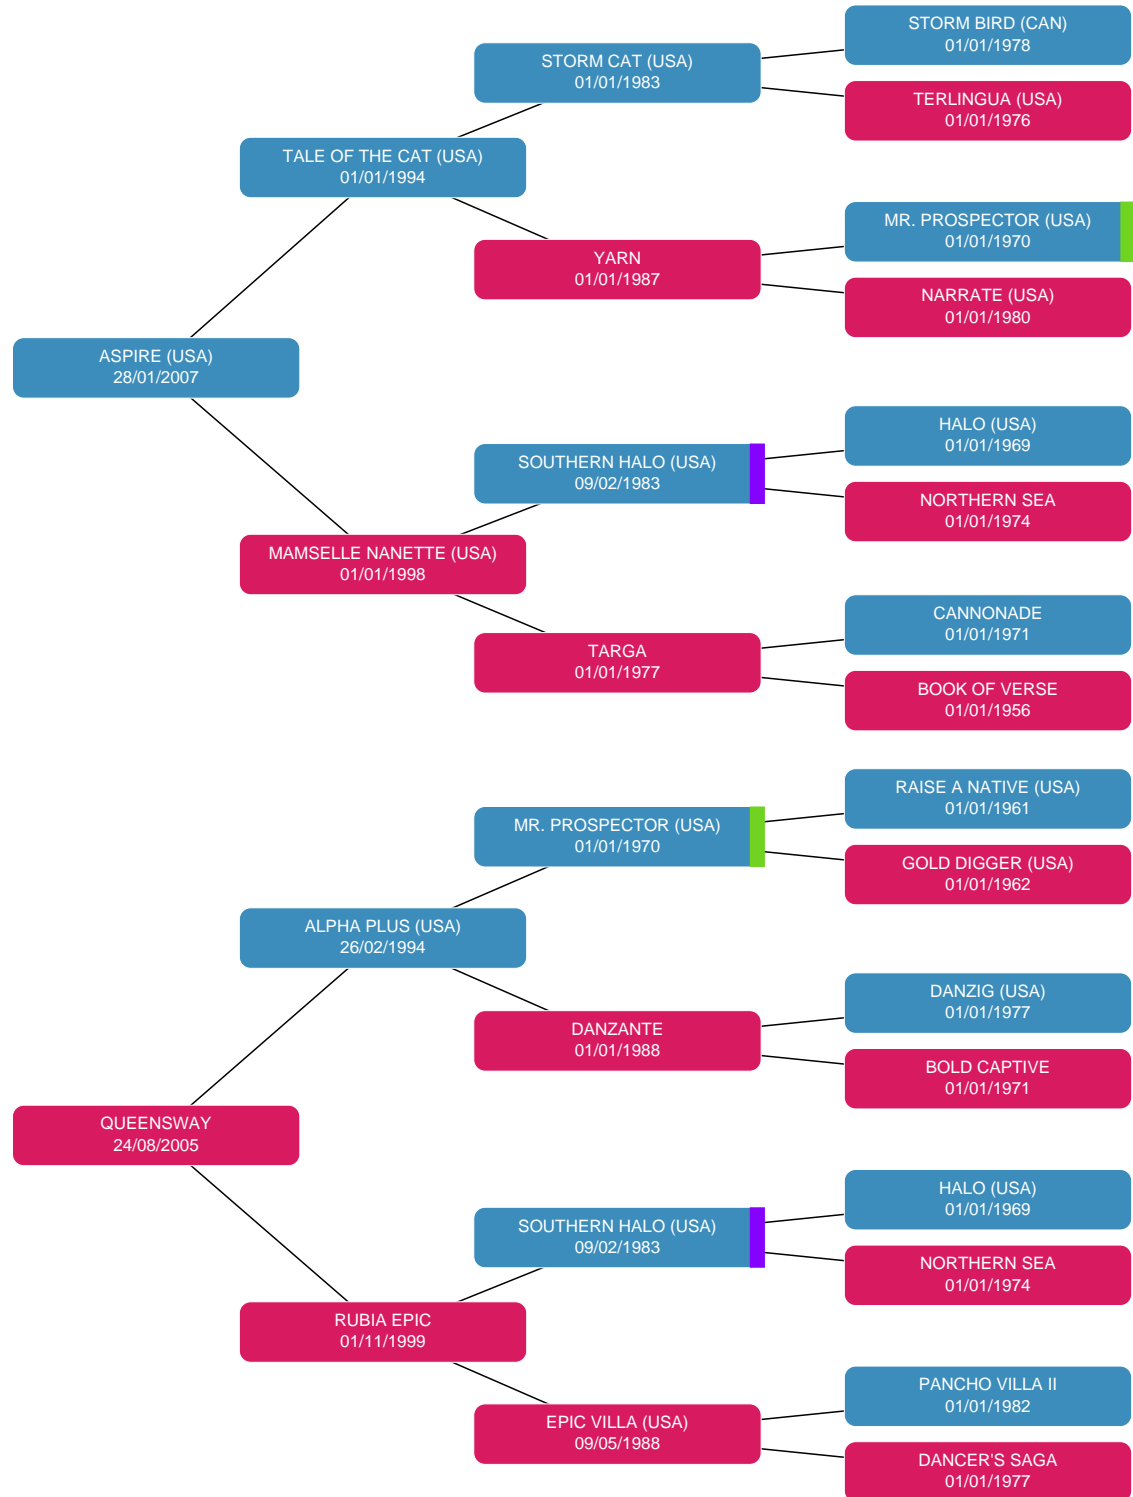 STORM BIRD (CAN)
01/01/1978
STORM CAT (USA)
01/01/1983
TERLINGUA (USA)
01/01/1976
TALE OF THE CAT (USA)
01/01/1994
MR. PROSPECTOR (USA)
01/01/1970
YARN
01/01/1987
NARRATE (USA)
01/01/1980
ASPIRE (USA)
28/01/2007
HALO (USA)
01/01/1969
SOUTHERN HALO (USA)
09/02/1983
NORTHERN SEA
01/01/1974
MAMSELLE NANETTE (USA)
01/01/1998
CANNONADE
01/01/1971
TARGA
01/01/1977
BOOK OF VERSE
01/01/1956
RAISE A NATIVE (USA)
01/01/1961
MR. PROSPECTOR (USA)
01/01/1970
GOLD DIGGER (USA)
01/01/1962
ALPHA PLUS (USA)
26/02/1994
DANZIG (USA)
01/01/1977
DANZANTE
01/01/1988
BOLD CAPTIVE
01/01/1971
QUEENSWAY
24/08/2005
HALO (USA)
01/01/1969
SOUTHERN HALO (USA)
09/02/1983
NORTHERN SEA
01/01/1974
RUBIA EPIC
01/11/1999
PANCHO VILLA II
01/01/1982
EPIC VILLA (USA)
09/05/1988
DANCER'S SAGA
01/01/1977